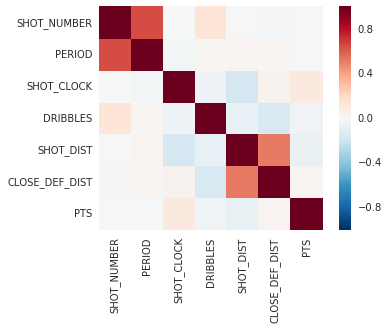 SHOT_NUMBER
PERIOD
SHOT_CLOCK
DRIBBLES
SHOT_DIST
CLOSE_DEF_DIST
PTS
SHOT_NUMBER
PERIOD
SHOT_CLOCK
DRIBBLES
SHOT_DIST
CLOSE_DEF_DIST
PTS
0.8
0.4
0.0
−0.4
−0.8